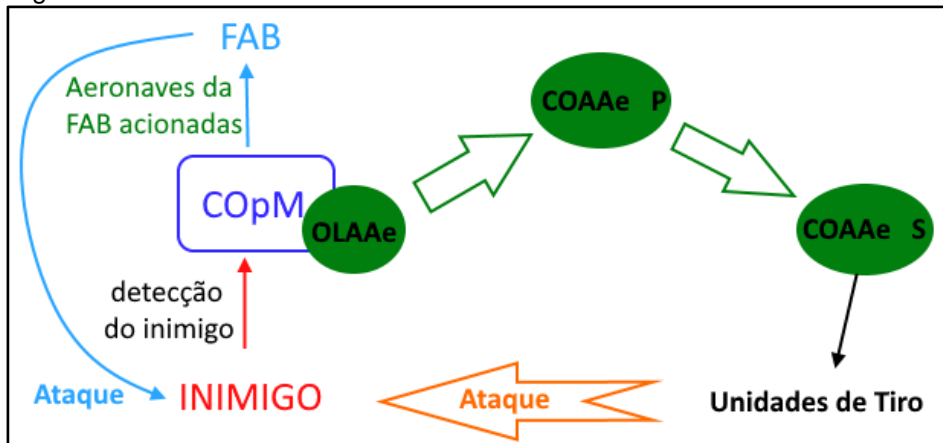 FAB
Aeronaves da
FAB acionadas
COpM
OLAAe
COAAe P
COAAe S
detecção
do inimigo
Ataque
INIMIGO
Ataque
Unidades de Tiro